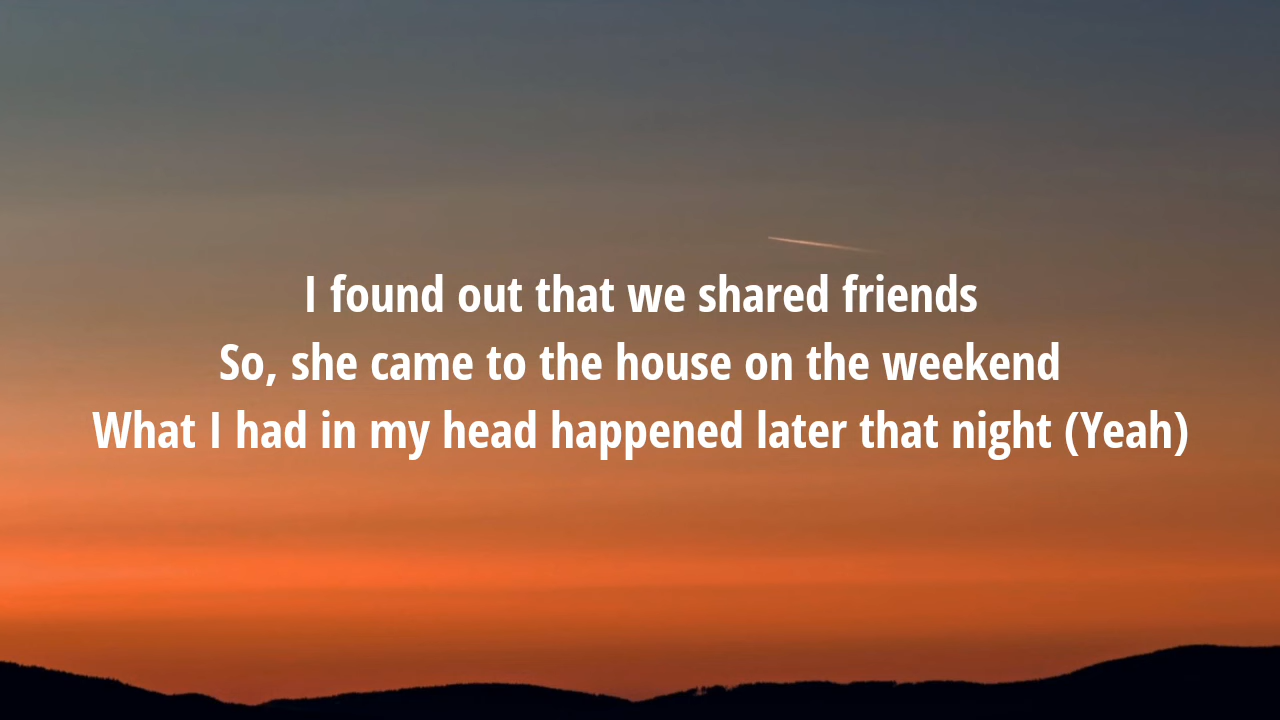 I found out that we shared friends
So, she came to the house on the weekend
What I had in my head happened later that night (Yeah)